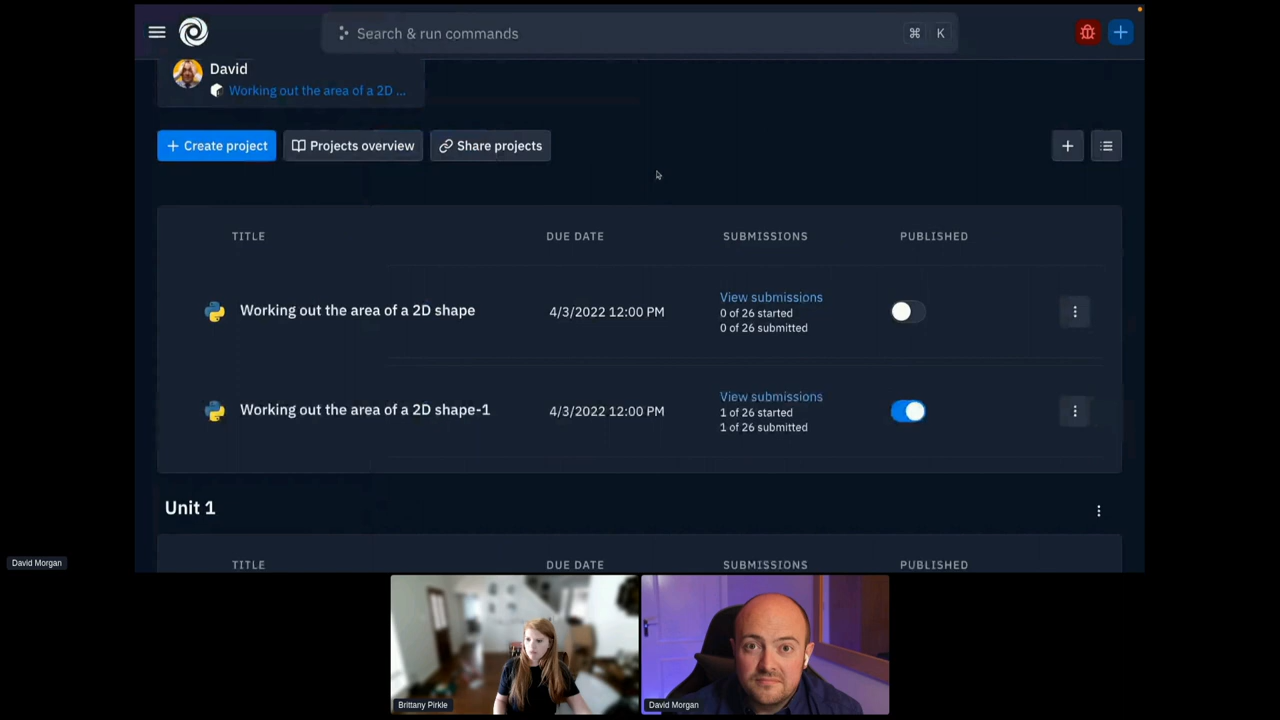 Search & run commands
⌘ K
David
Working out the area of a 2D ...
+ Create project
Projects overview
Share projects
TITLE
DUE DATE
SUBMISSIONS
PUBLISHED
Working out the area of a 2D shape
4/3/2022 12:00 PM
View submissions
0 of 26 started
0 of 26 submitted
Working out the area of a 2D shape-1
4/3/2022 12:00 PM
View submissions
1 of 26 started
1 of 26 submitted
Unit 1
TITLE
DUE DATE
SUBMISSIONS
PUBLISHED
David Morgan
Brittany Pirkle
David Morgan